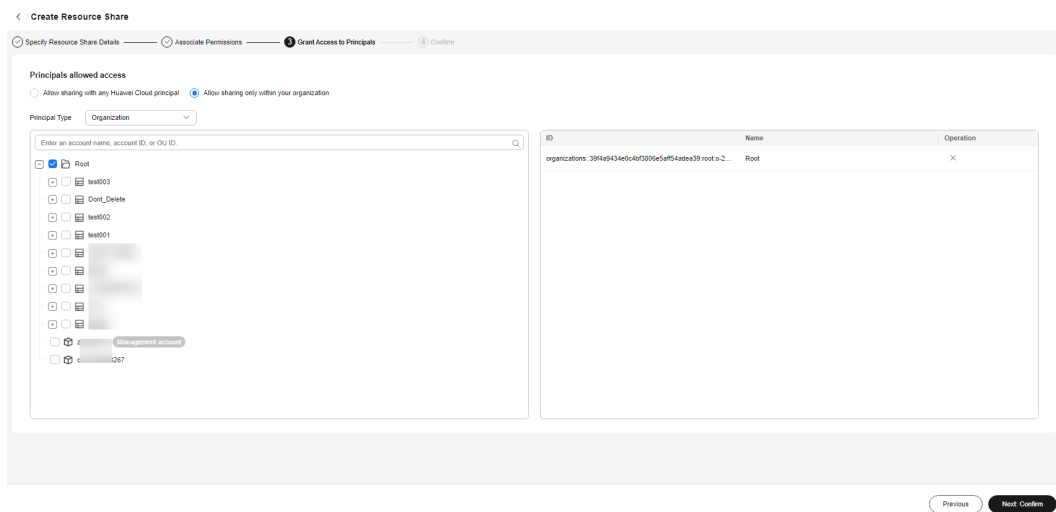 Create Resource Share
Specify Resource Share Details
Associate Permissions
3 Grant Access to Principals
4 Confirm
Principals allowed access
Allow sharing with any Huawei Cloud principal
Allow sharing only within your organization
Principal Type
Organization
Enter an account name, account ID, or OU ID.
Root
test003
Dont_Delete
test002
test001
Management account
267
ID Name Operation
organizations::39f4a9434e0c4bf3806e5aff54adea39:root:o-2... Root
Previous
Next: Confirm